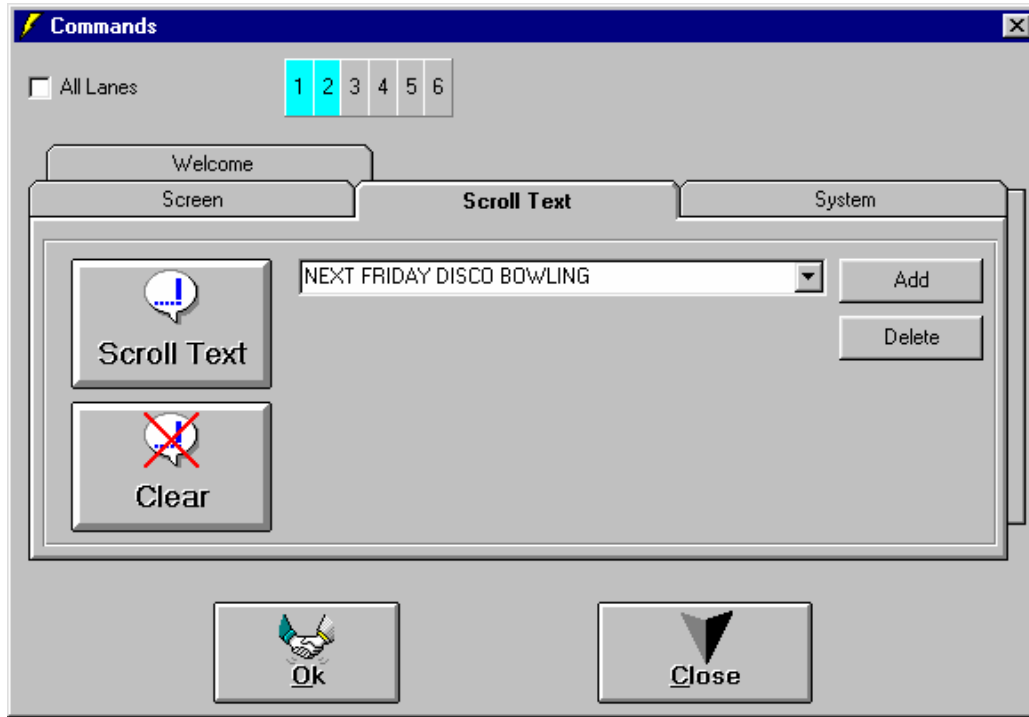 Commands
All Lanes
1 2 3 4 5 6
Welcome
Screen
Scroll Text
System
....!
Scroll Text
NEXT FRIDAY DISCO BOWLING
Add
Delete
....!
Clear
Ok
Close